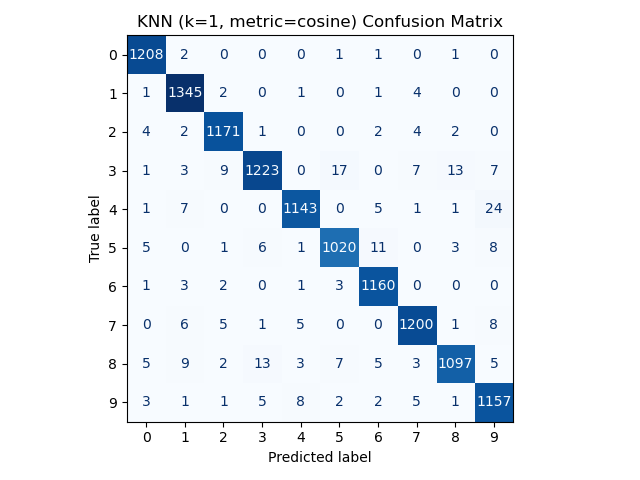 KNN (k=1, metric=cosine) Confusion Matrix
0 1208 2 0 0 0 1 1 0 1 0
1 1 1345 2 0 1 0 1 4 0 0
2 4 2 1171 1 0 0 2 4 2 0
3 1 3 9 1223 0 17 0 7 13 7
4 1 7 0 0 1143 0 5 1 1 24
5 5 0 1 6 1 1020 11 0 3 8
6 1 3 2 0 1 3 1160 0 0 0
7 0 6 5 1 5 0 0 1200 1 8
8 5 9 2 13 3 7 5 3 1097 5
9 3 1 1 5 8 2 2 5 1 1157
0 1 2 3 4 5 6 7 8 9
Predicted label
True label